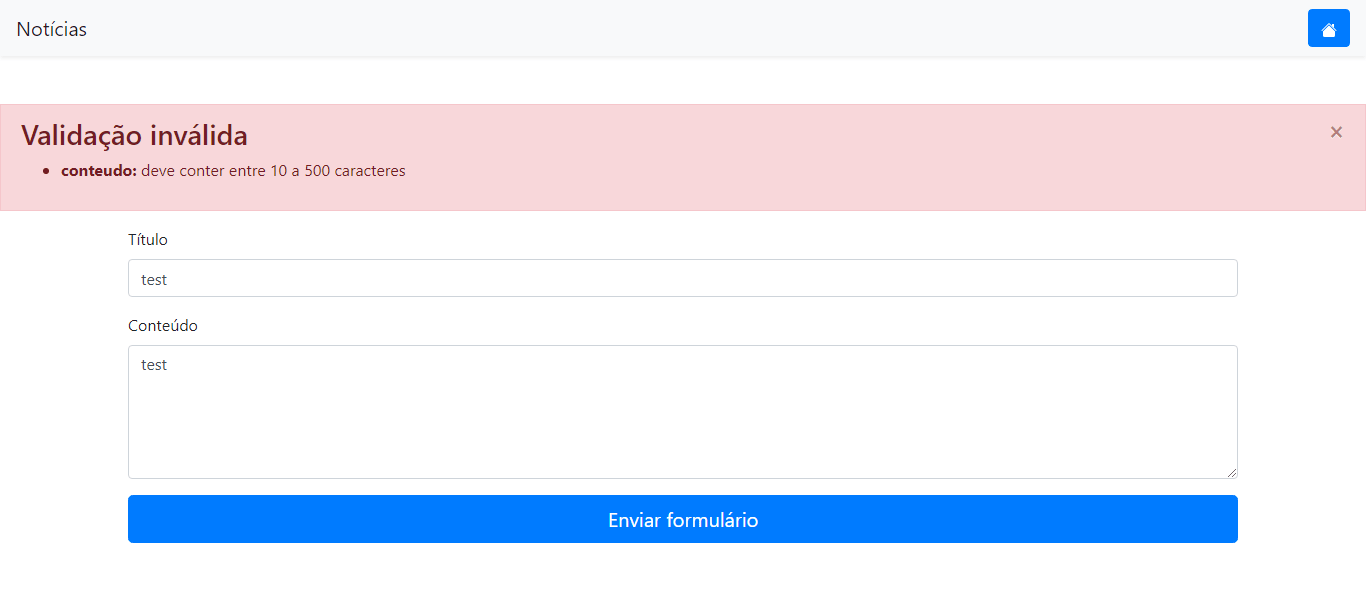 Notícias
Validação inválida
×
conteudo: deve conter entre 10 a 500 caracteres
Título
test
Conteúdo
test
Enviar formulário